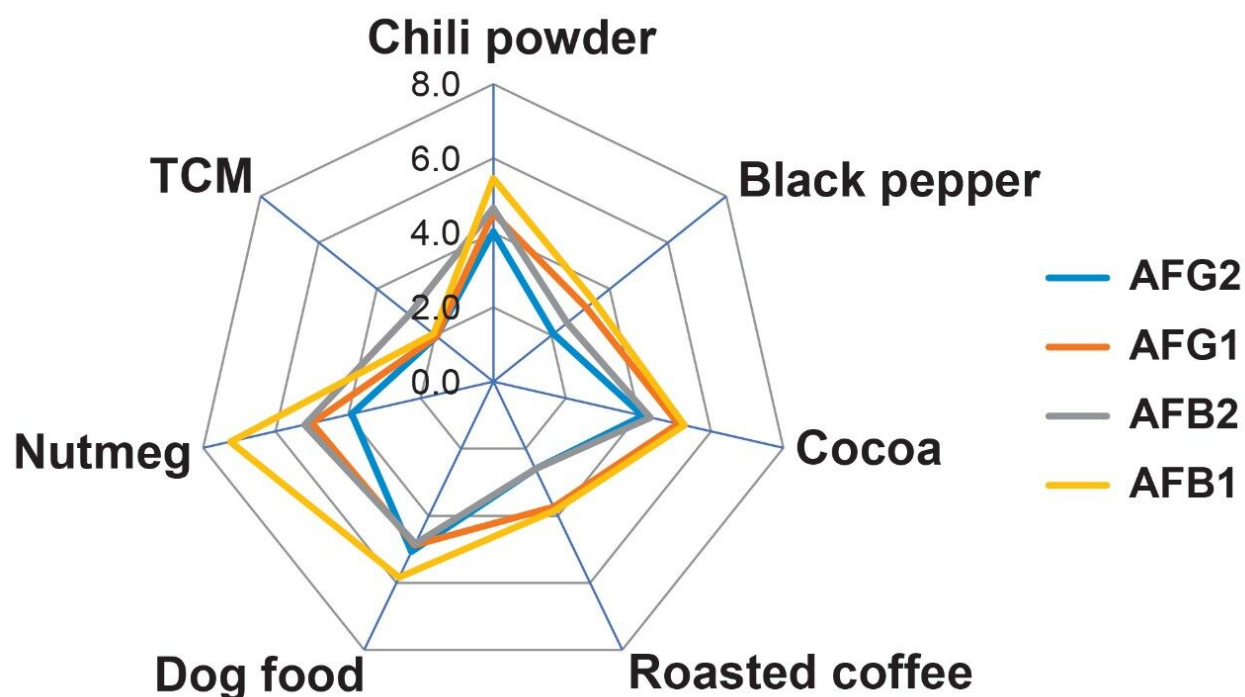 Chili powder
8.0
TCM
6.0
Black pepper
4.0
2.0
0.0
Nutmeg
Cocoa
Dog food
Roasted coffee
AFG2
AFG1
AFB2
AFB1